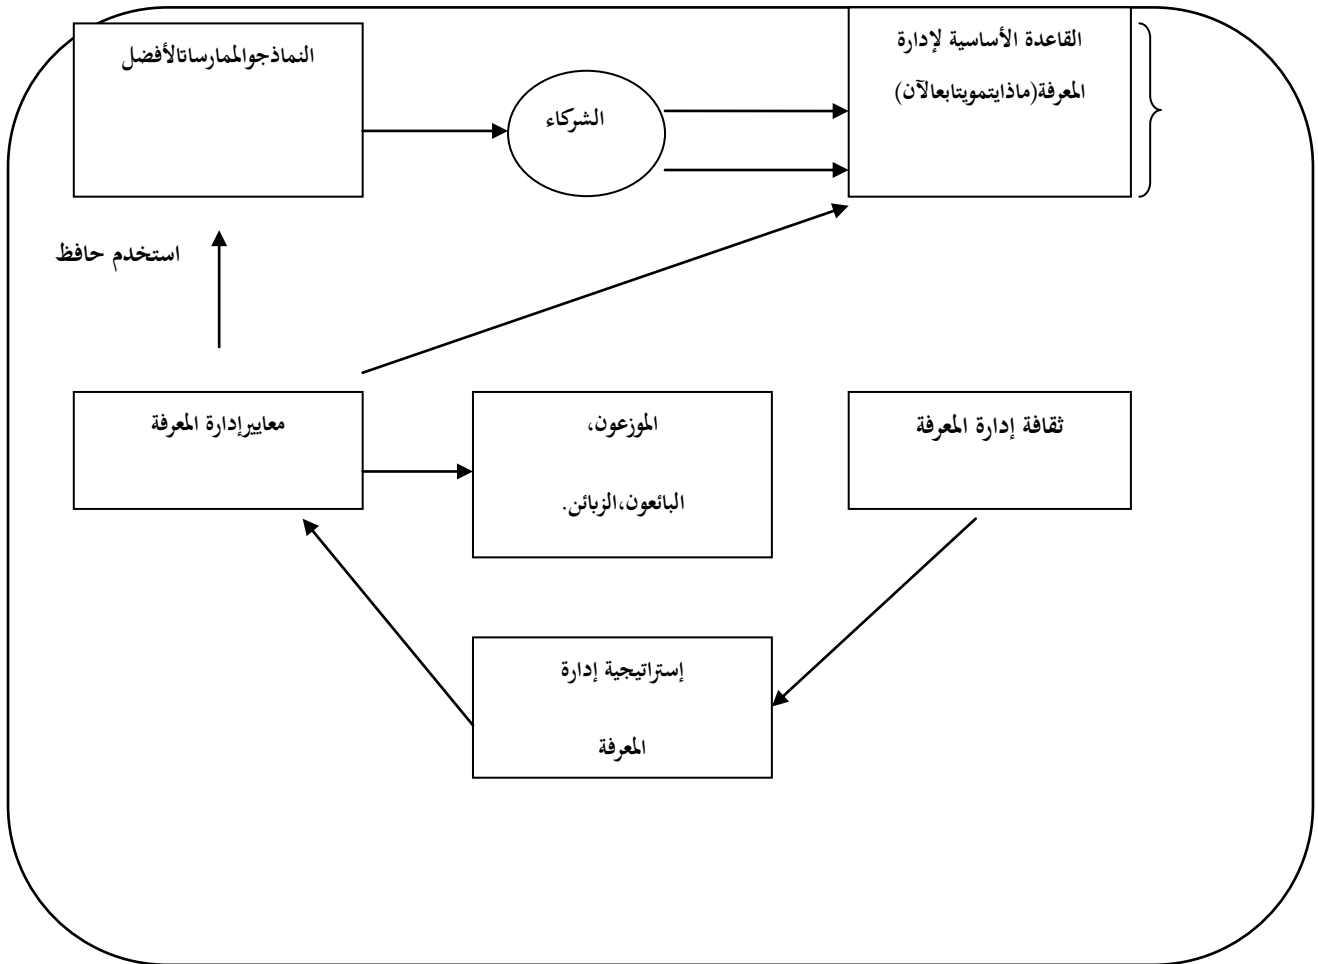 القاعدة الأساسية لإدارة
المعرفة(ماذايتمويتابعالآن)
الشركاء
النماذجوالممارساتالأفضل
استخدم حافظ
ثقافة إدارة المعرفة
الموزعون،
البائعون،الزبائن.
معاييرإدارة المعرفة
إستراتيجية إدارة
المعرفة